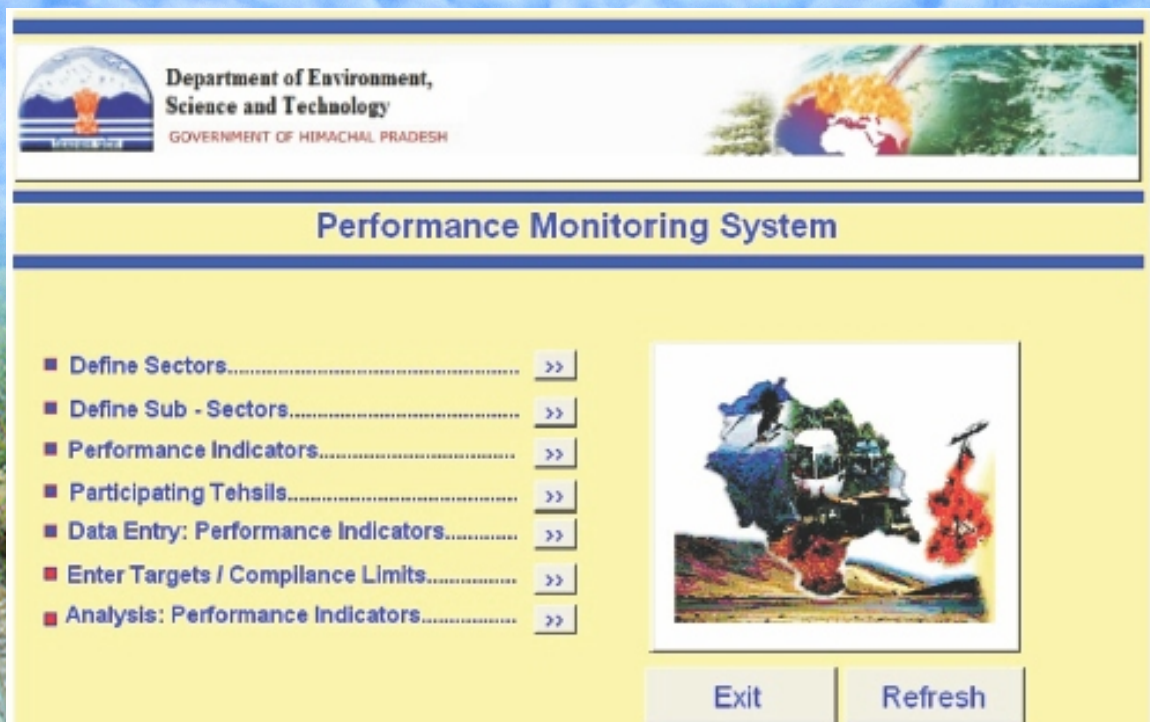 Department of Environment,
Science and Technology
GOVERNMENT OF HIMACHAL PRADESH
Performance Monitoring System
Define Sectors..................................................... >>
Define Sub - Sectors.......................................... >>
Performance Indicators.................................... >>
Participating Tehsils.......................................... >>
Data Entry: Performance Indicators............. >>
Enter Targets / Compliance Limits................ >>
Analysis: Performance Indicators................. >>
Exit Refresh